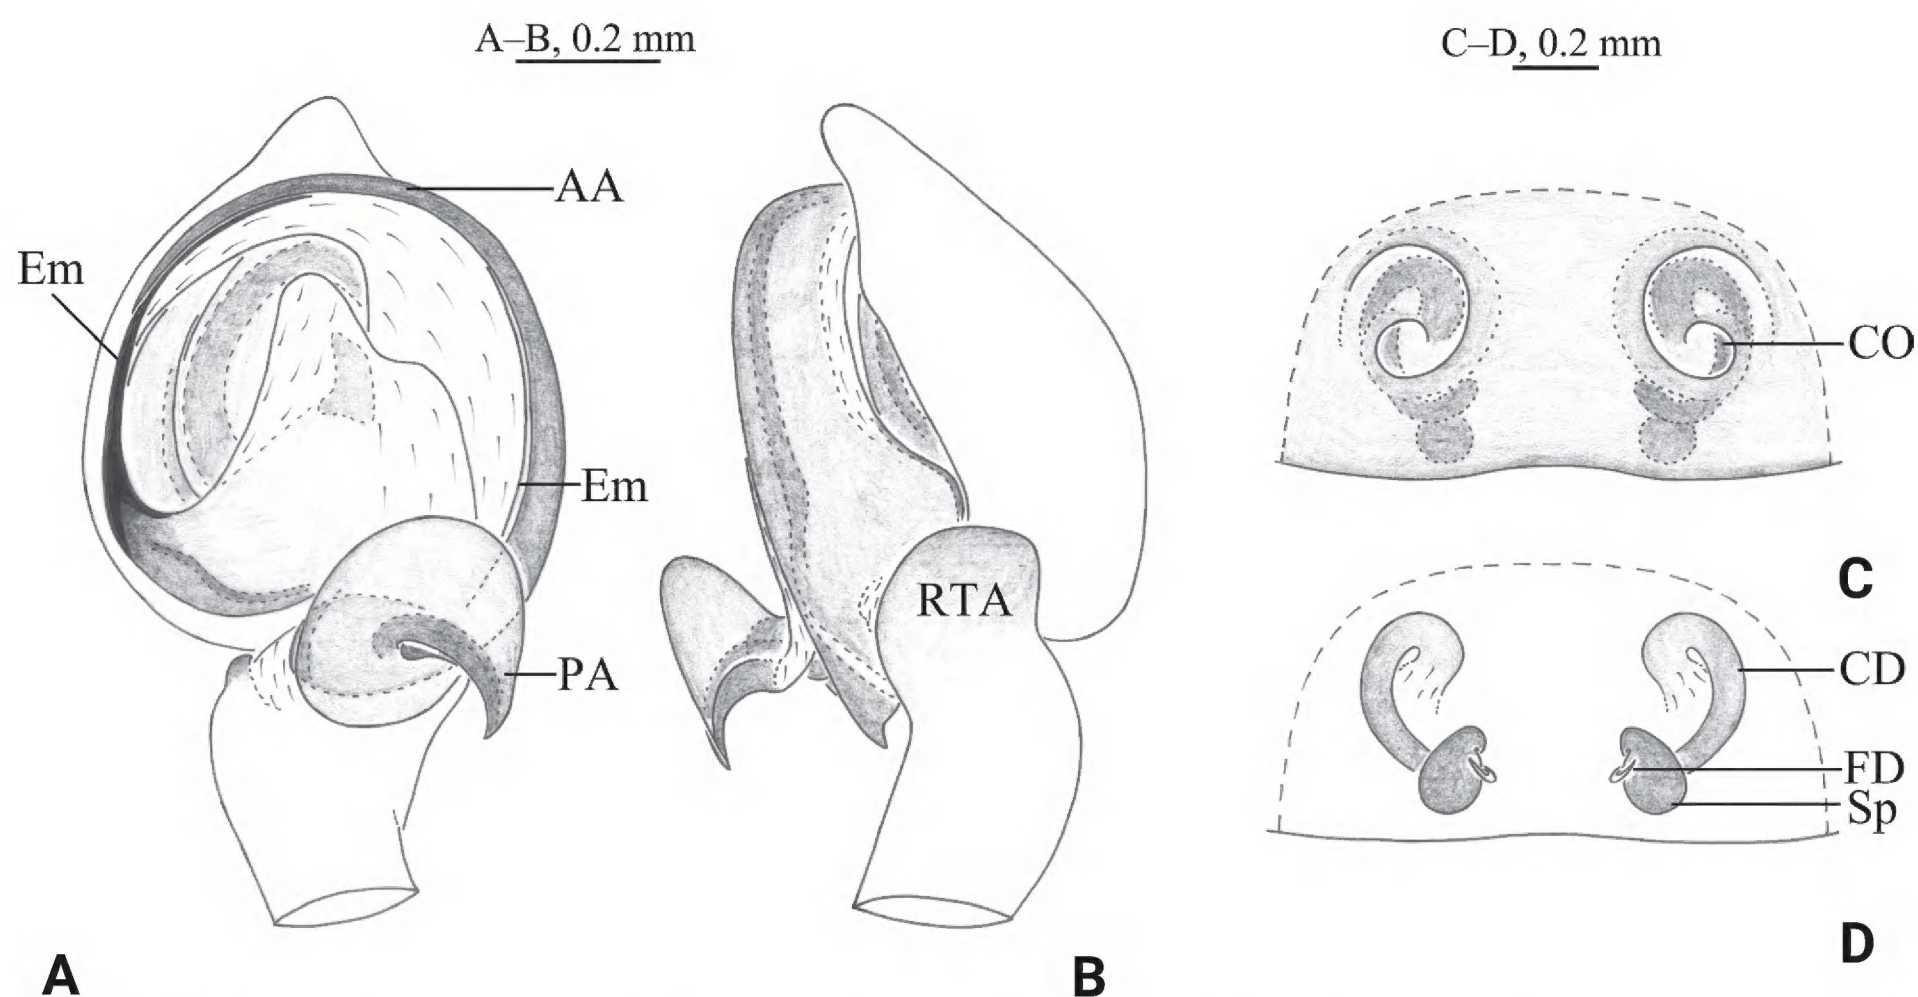 A–B, 0.2 mm
C–D, 0.2 mm
AA
Em
CO
Em
C
RTA
PA
CD
FD
Sp
D
A
B